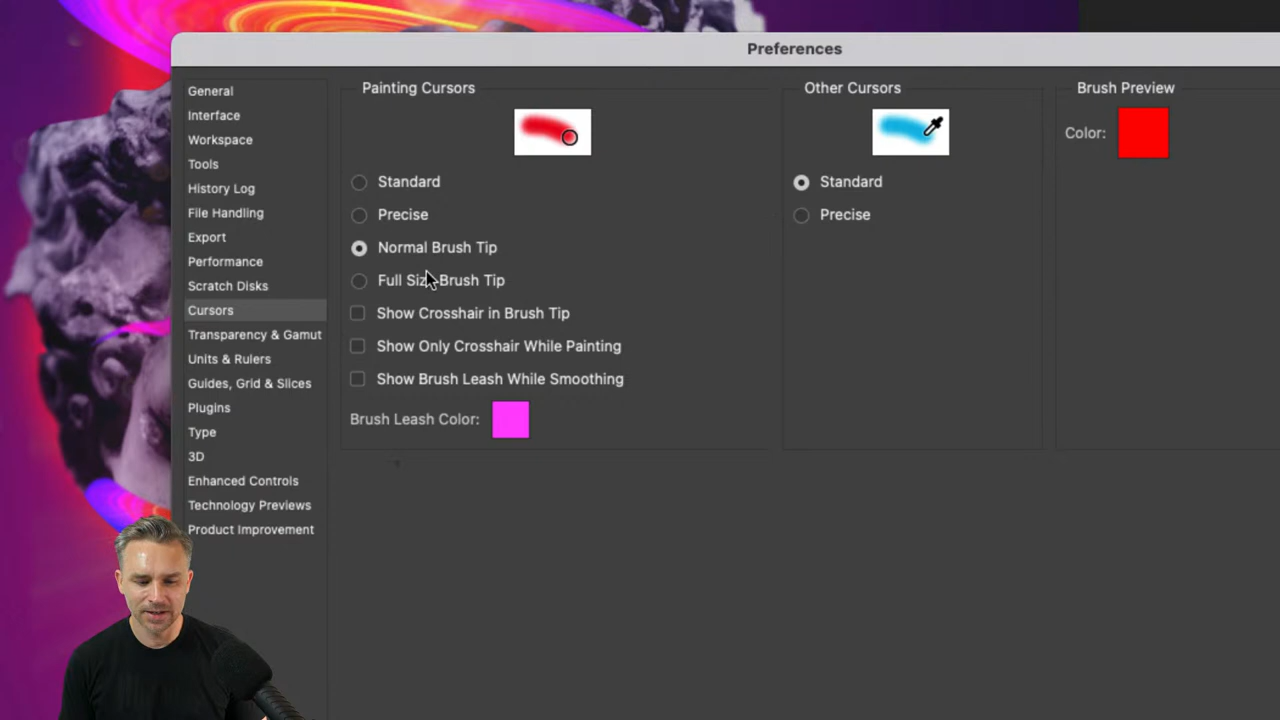 Preferences
General
Interface
Workspace
Tools
History Log
File Handling
Export
Performance
Scratch Disks
Cursors
Transparency & Gamut
Units & Rulers
Guides, Grid & Slices
Plugins
Type
3D
Enhanced Controls
Technology Previews
Product Improvement
Painting Cursors
Standard
Precise
Normal Brush Tip
Full Size Brush Tip
Show Crosshair in Brush Tip
Show Only Crosshair While Painting
Show Brush Leash While Smoothing
Brush Leash Color:
Other Cursors
Standard
Precise
Brush Preview
Color: